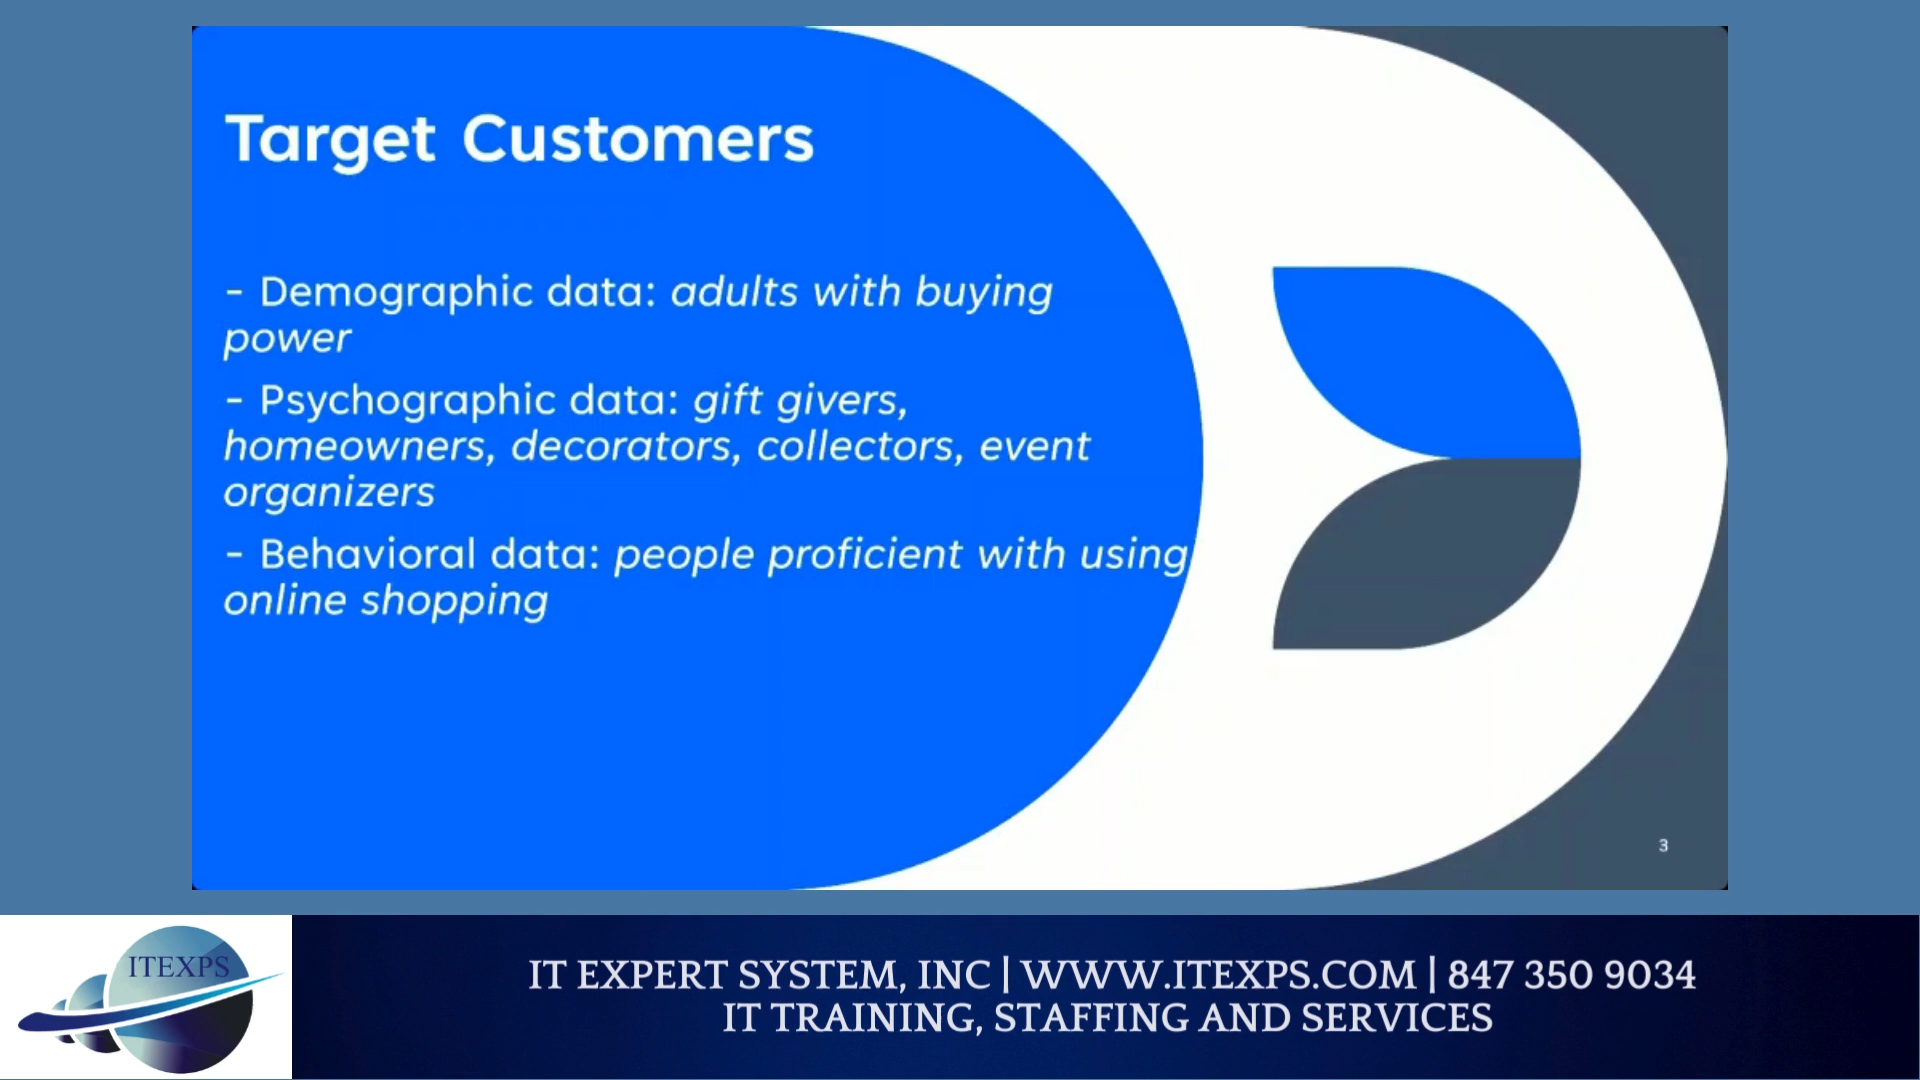 Target Customers
- Demographic data: adults with buying
power
- Psychographic data: gift givers,
homeowners, decorators, collectors, event
organizers
- Behavioral data: people proficient with using
online shopping
3
ITEXPS
IT EXPERT SYSTEM, INC | WWW.ITEXPS.COM | 847 350 9034
IT TRAINING, STAFFING AND SERVICES